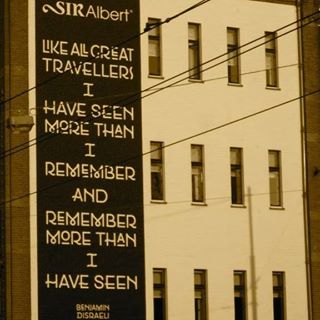 SIR Albert®
LIKE ALL GREAT
TRAVELLERS
I
HAVE SEEN
MORE THAN
I
REMEMBER
AND
REMEMBER
MORE THAN
I
HAVE SEEN
BENJAMIN
DISRAELI